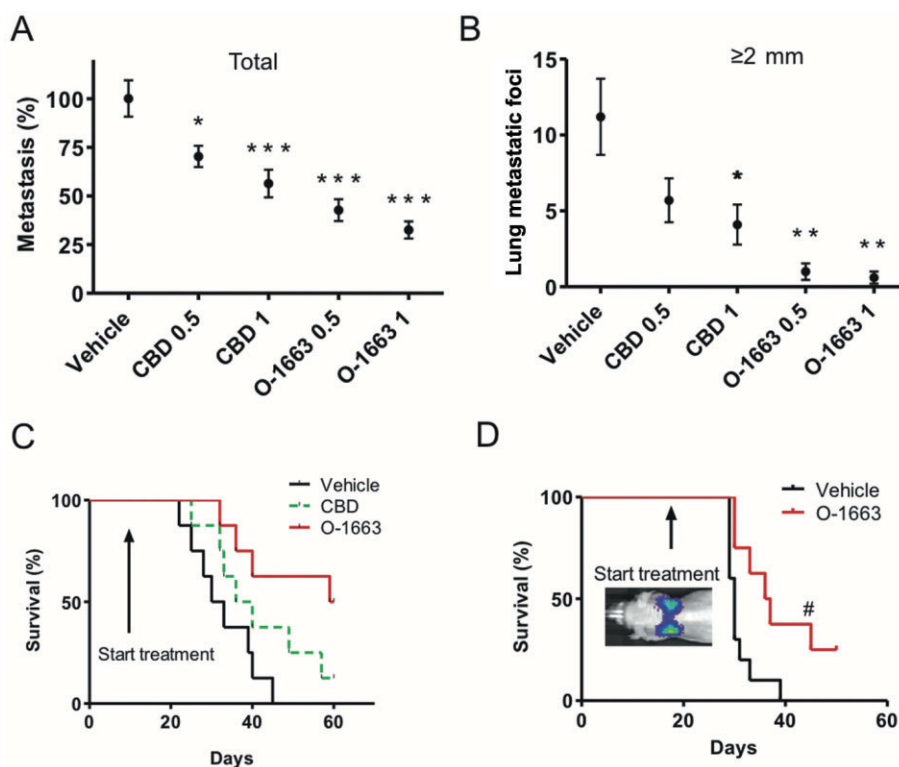 A
Total
Metastasis (%)
100
75
50
25
*
***
***
***
Vehicle
CBD 0.5
CBD 1
O-1663 0.5
O-1663 1
B
≥2 mm
Lung metastatic foci
15
10
5
0
*
**
**
Vehicle
CBD 0.5
CBD 1
O-1663 0.5
O-1663 1
C
Vehicle
CBD
O-1663
Survival (%)
100
50
0
Start treatment
0
20
40
60
Days
D
Vehicle
O-1663
Survival (%)
100
50
0
Start treatment
#
0
20
40
60
Days